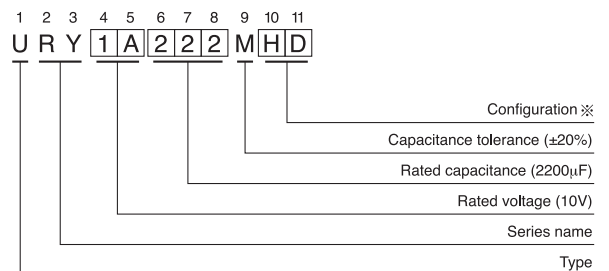 1 2 3 4 5 6 7 8 9 10 11
U R Y 1 A 2 2 2 M H D
Configuration ※
Capacitance tolerance (±20%)
Rated capacitance (2200μF)
Rated voltage (10V)
Series name
Type